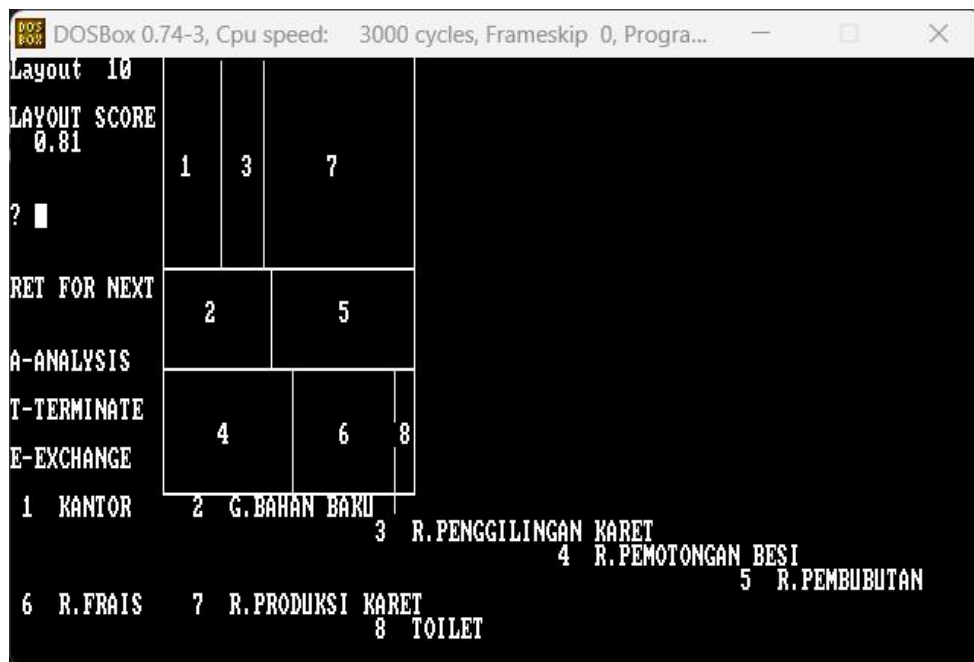 DOSBox 0.74-3, Cpu speed: 3000 cycles, Frameskip 0, Progra...
Layout 10
LAYOUT SCORE
0.81
1 3 7
?
RET FOR NEXT
2 5
A-ANALYSIS
T-TERMINATE
4 6 8
E-EXCHANGE
1 KANTOR 2 G.BAHAN BAKU
3 R.PENGGILINGAN KARET
4 R.PEMOTONGAN BESI
5 R.PEMBUBUTAN
6 R.FRAIS 7 R.PRODUKSI KARET
8 TOILET